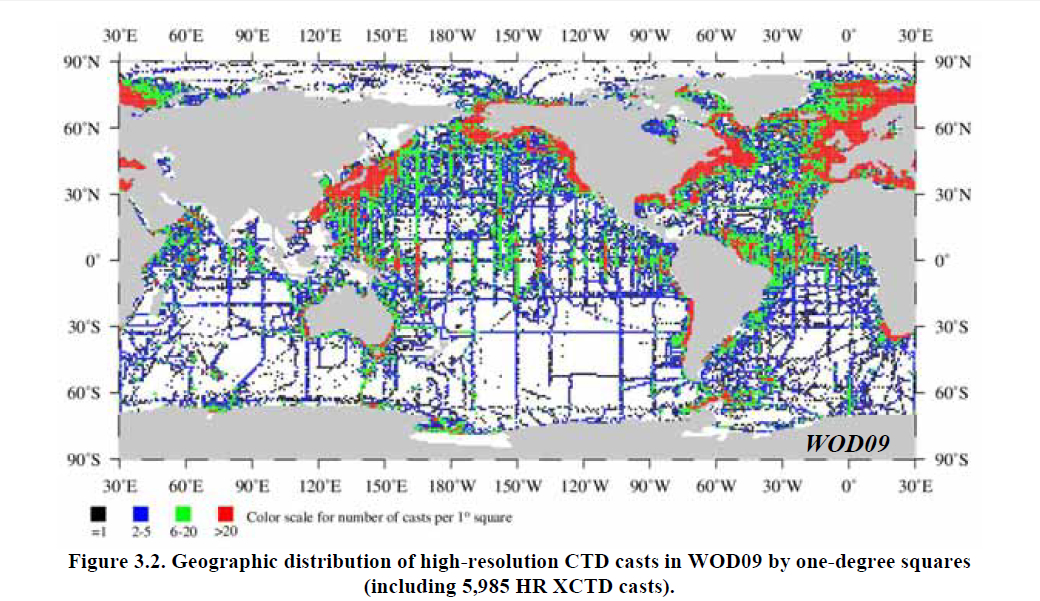 30˚E 60˚E 90˚E 120˚E 150˚E 180˚W 150˚W 120˚W 90˚W 60˚W 30˚W 0˚ 30˚E
90˚N 90˚N
60˚N 60˚N
30˚N 30˚N
0˚ 0˚
30˚S 30˚S
60˚S 60˚S
WOD09
90˚S 90˚S
30˚E 60˚E 90˚E 120˚E 150˚E 180˚W 150˚W 120˚W 90˚W 60˚W 30˚W 0˚ 30˚E
Color scale for number of casts per 1º square
=1 2-5 6-20 >20
Figure 3.2. Geographic distribution of high-resolution CTD casts in WOD09 by one-degree squares
(including 5,985 HR XCTD casts).